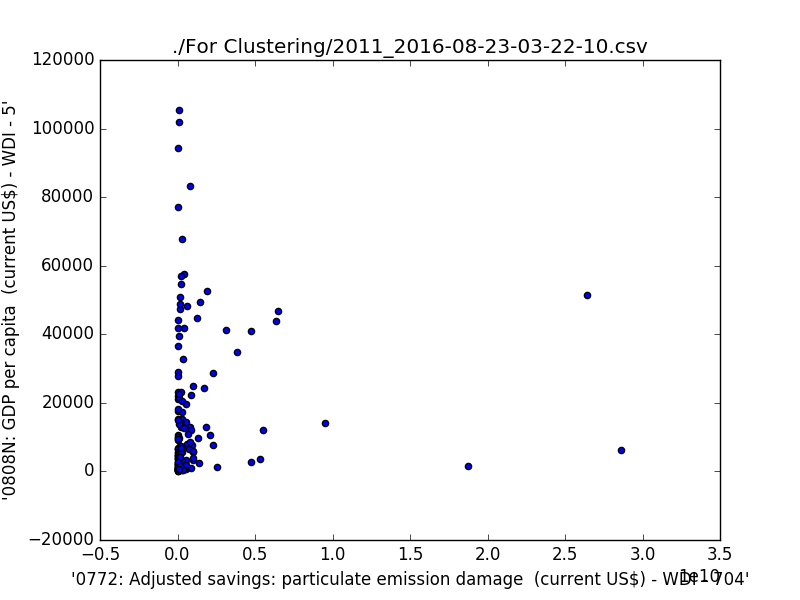 ./For Clustering/2011_2016-08-23-03-22-10.csv
120000
100000
80000
60000
40000
20000
0
−20000
'0808N: GDP per capita  (current US$) - WDI - 5'
−0.5 0.0 0.5 1.0 1.5 2.0 2.5 3.0 3.5
1e10
'0772: Adjusted savings: particulate emission damage  (current US$) - WDI - 704'